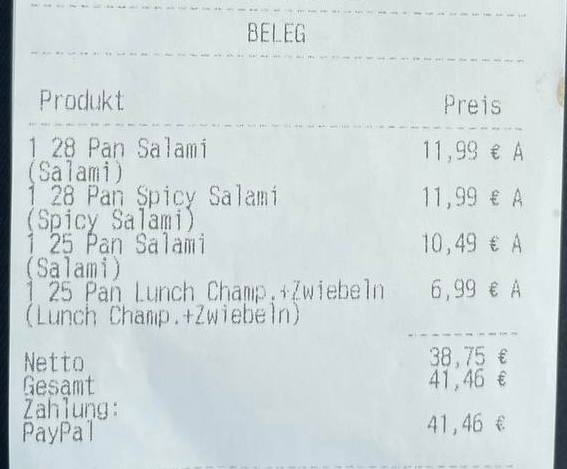 BELEG
Produkt Preis
1 28 Pan Salami 11,99 € A
(Salami)
1 28 Pan Spicy Salami 11,99 € A
(Spicy Salami)
1 25 Pan Salami 10,49 € A
(Salami)
1 25 Pan Lunch Champ.+Zwiebeln 6,99 € A
(Lunch Champ.+Zwiebeln)
Netto 38,75 €
Gesamt 41,46 €
Zahlung:
PayPal 41,46 €